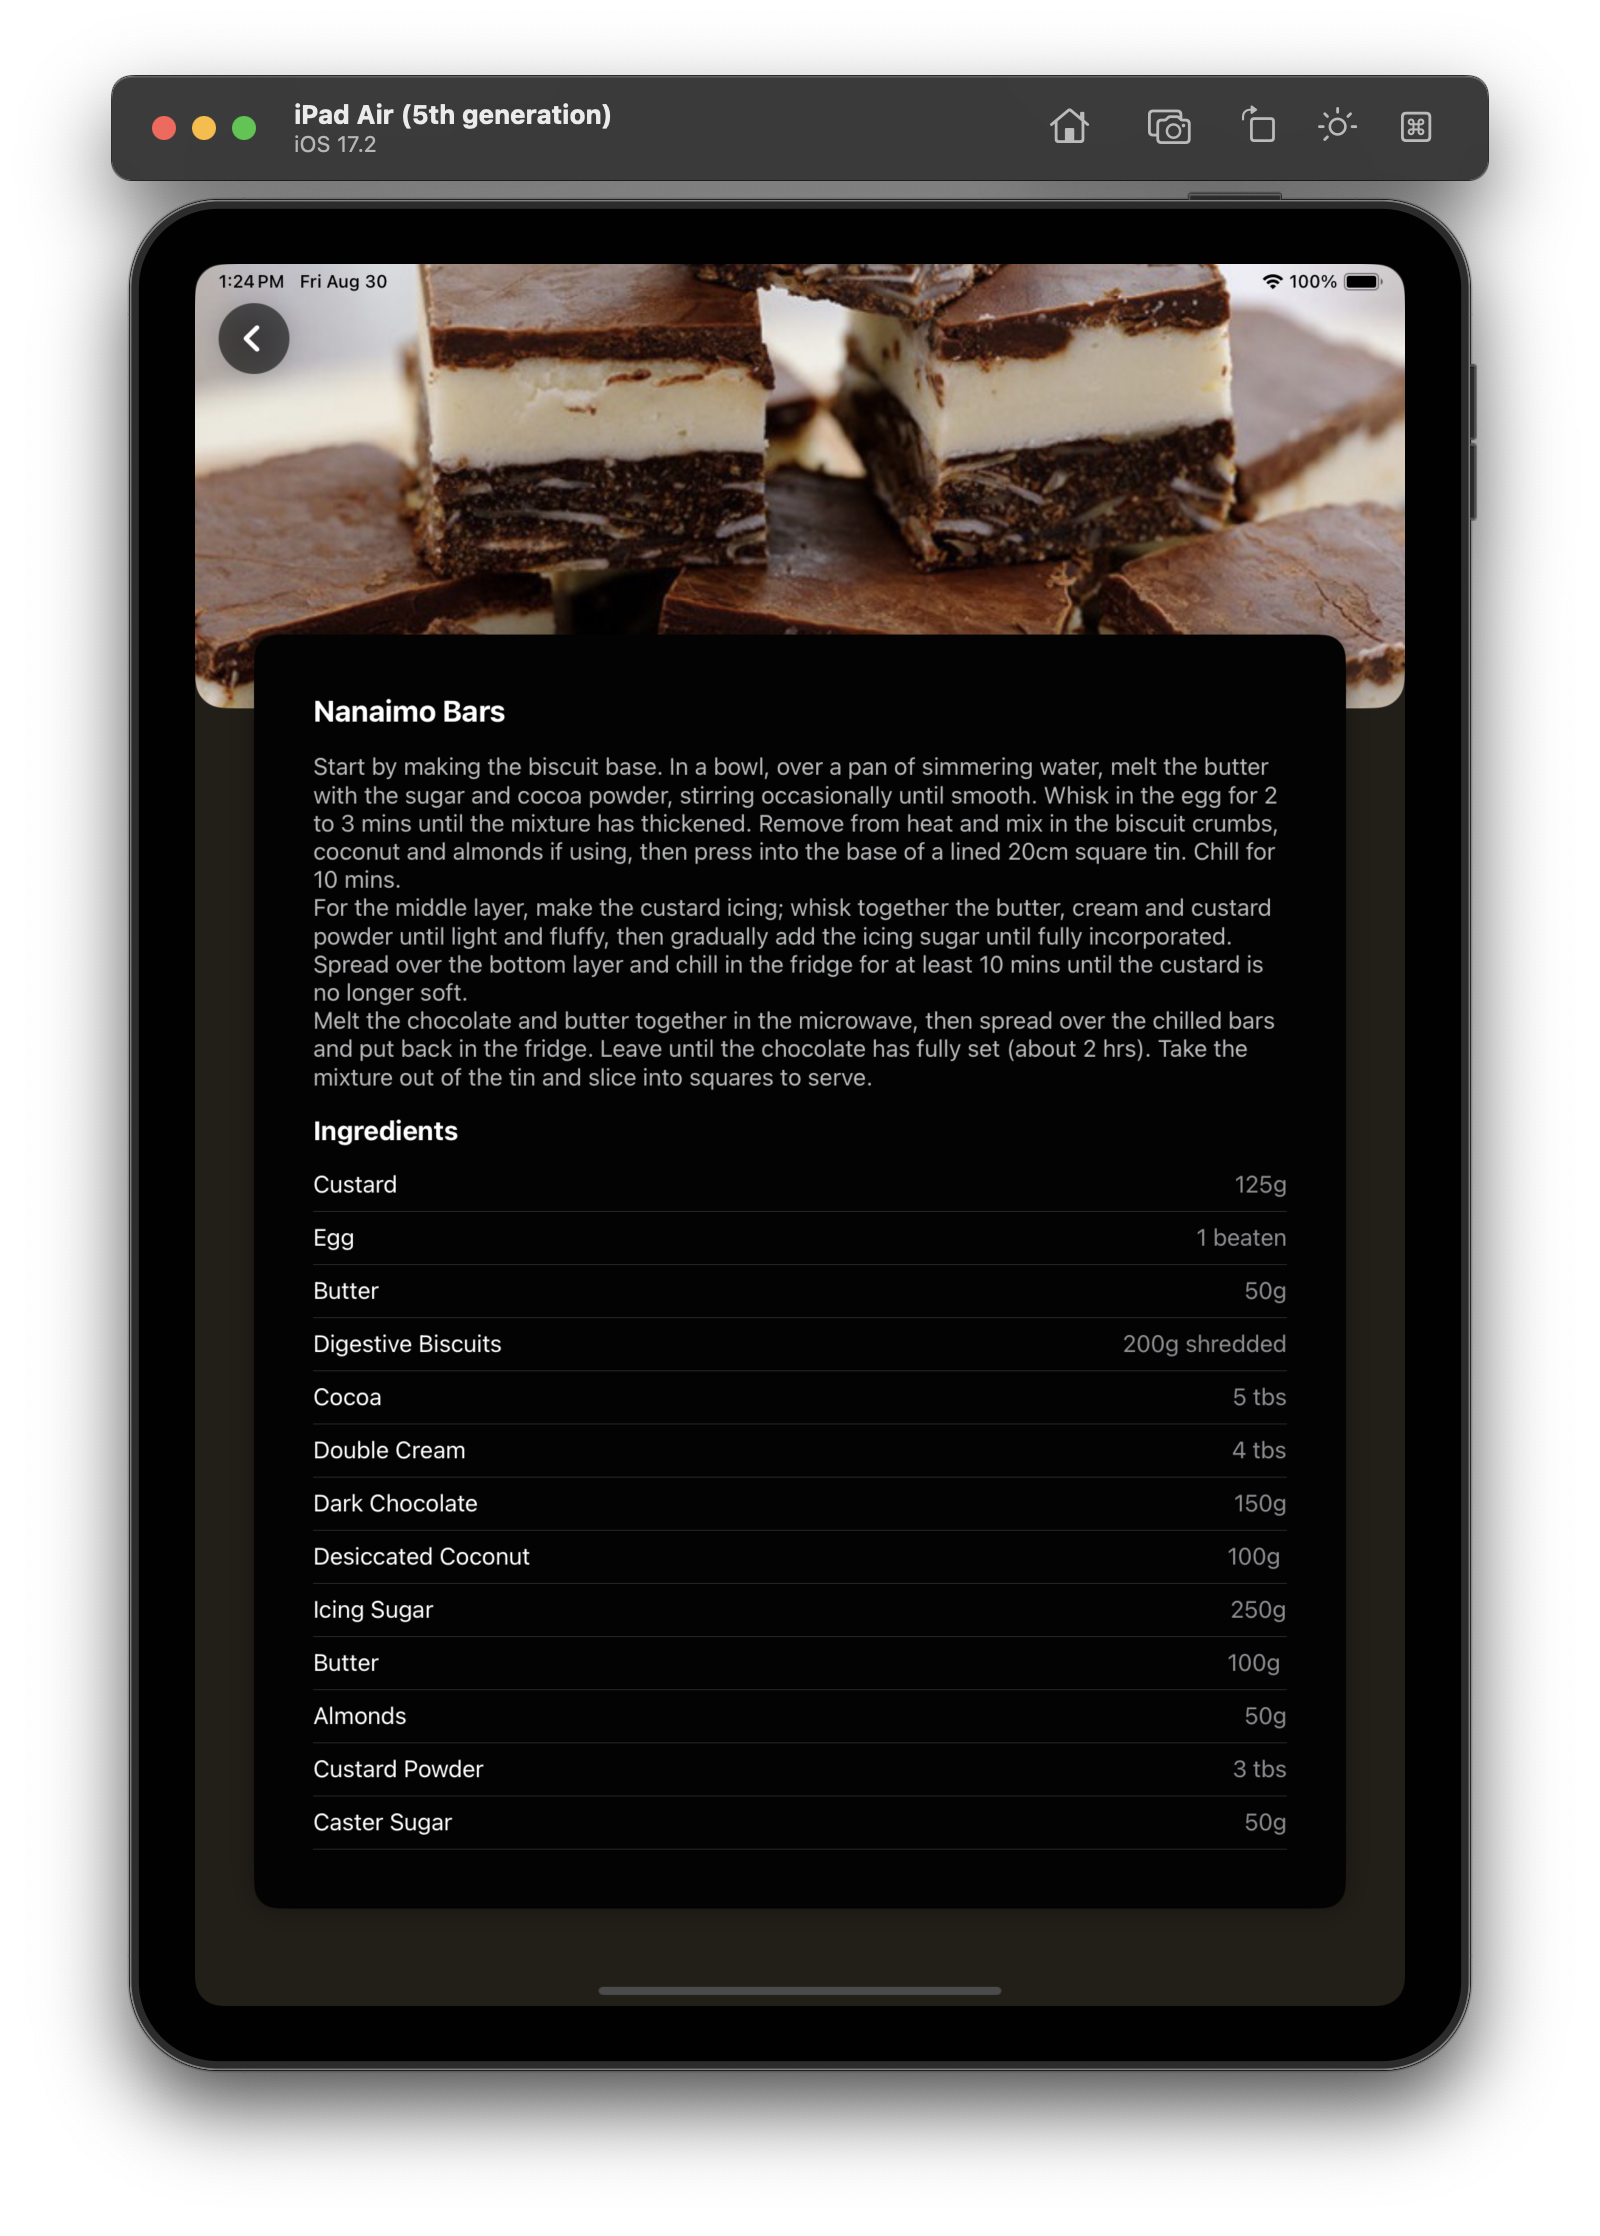 iPad Air (5th generation)
iOS 17.2
1:24 PM Fri Aug 30
100%
Nanaimo Bars
Start by making the biscuit base. In a bowl, over a pan of simmering water, melt the butter
with the sugar and cocoa powder, stirring occasionally until smooth. Whisk in the egg for 2
to 3 mins until the mixture has thickened. Remove from heat and mix in the biscuit crumbs,
coconut and almonds if using, then press into the base of a lined 20cm square tin. Chill for
10 mins.
For the middle layer, make the custard icing; whisk together the butter, cream and custard
powder until light and fluffy, then gradually add the icing sugar until fully incorporated.
Spread over the bottom layer and chill in the fridge for at least 10 mins until the custard is
no longer soft.
Melt the chocolate and butter together in the microwave, then spread over the chilled bars
and put back in the fridge. Leave until the chocolate has fully set (about 2 hrs). Take the
mixture out of the tin and slice into squares to serve.
Ingredients
Custard 125g
Egg 1 beaten
Butter 50g
Digestive Biscuits 200g shredded
Cocoa 5 tbs
Double Cream 4 tbs
Dark Chocolate 150g
Desiccated Coconut 100g
Icing Sugar 250g
Butter 100g
Almonds 50g
Custard Powder 3 tbs
Caster Sugar 50g